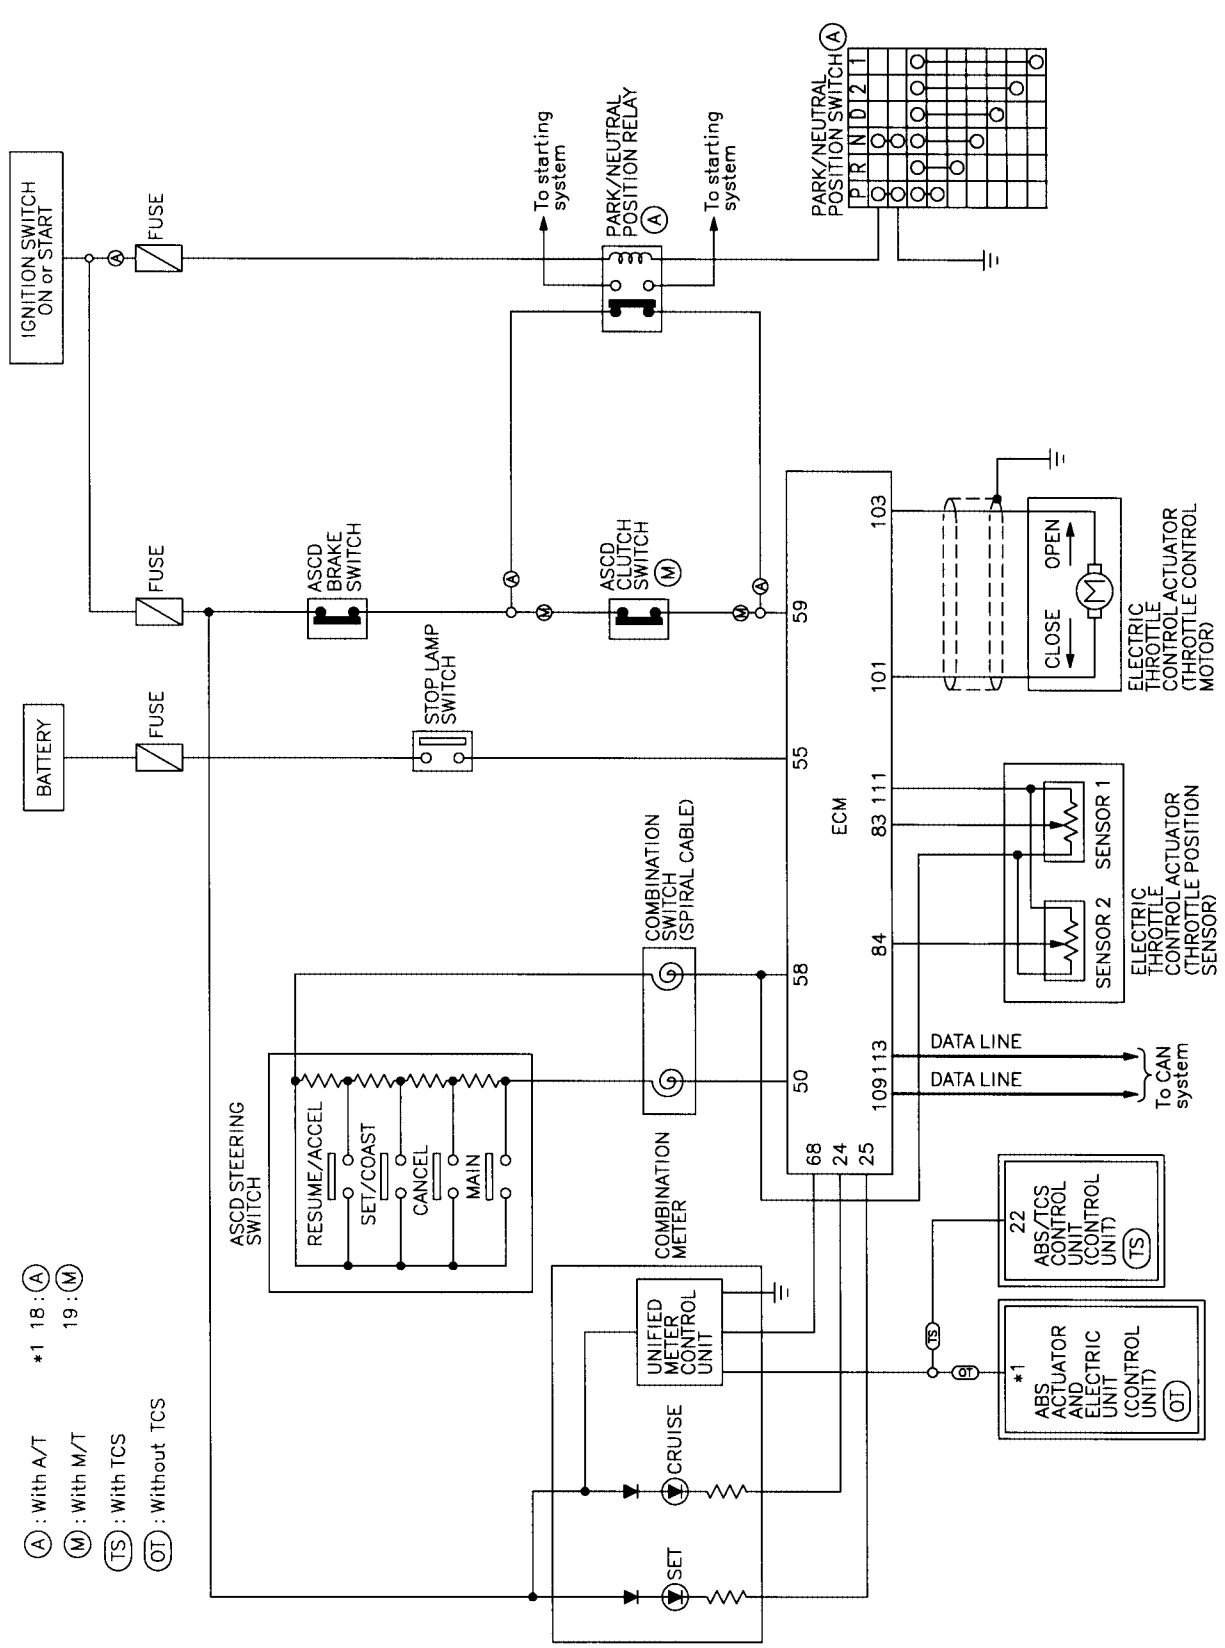 IGNITION SWITCH
ON or START
BATTERY
FUSE
FUSE
FUSE
A
A : With A/T
M : With M/T
TS : With TCS
OT : Without TCS
*1 18 : A
19 : M
ASCD STEERING
SWITCH
RESUME/ACCEL
SET/COAST
CANCEL
MAIN
STOP LAMP
SWITCH
ASCD
BRAKE
SWITCH
A
M
ASCD
CLUTCH
SWITCH
M
M
A
To starting
system
PARK/NEUTRAL
POSITION RELAY
A
To starting
system
PARK/NEUTRAL
POSITION SWITCH A
P R N D 2 1
COMBINATION
SWITCH
(SPIRAL CABLE)
COMBINATION
METER
UNIFIED
METER
CONTROL
UNIT
SET
CRUISE
68
24
25
50
58
55
59
ECM
109
113
84
83
111
101
103
DATA LINE
DATA LINE
To CAN
system
SENSOR 2
SENSOR 1
ELECTRIC
THROTTLE
CONTROL ACTUATOR
(THROTTLE POSITION
SENSOR)
CLOSE
OPEN
M
ELECTRIC
THROTTLE
CONTROL ACTUATOR
(THROTTLE CONTROL
MOTOR)
TS
OT
*1
ABS
ACTUATOR
AND
ELECTRIC
UNIT
(CONTROL
UNIT)
OT
22
ABS/TCS
CONTROL
UNIT
(CONTROL
UNIT)
TS